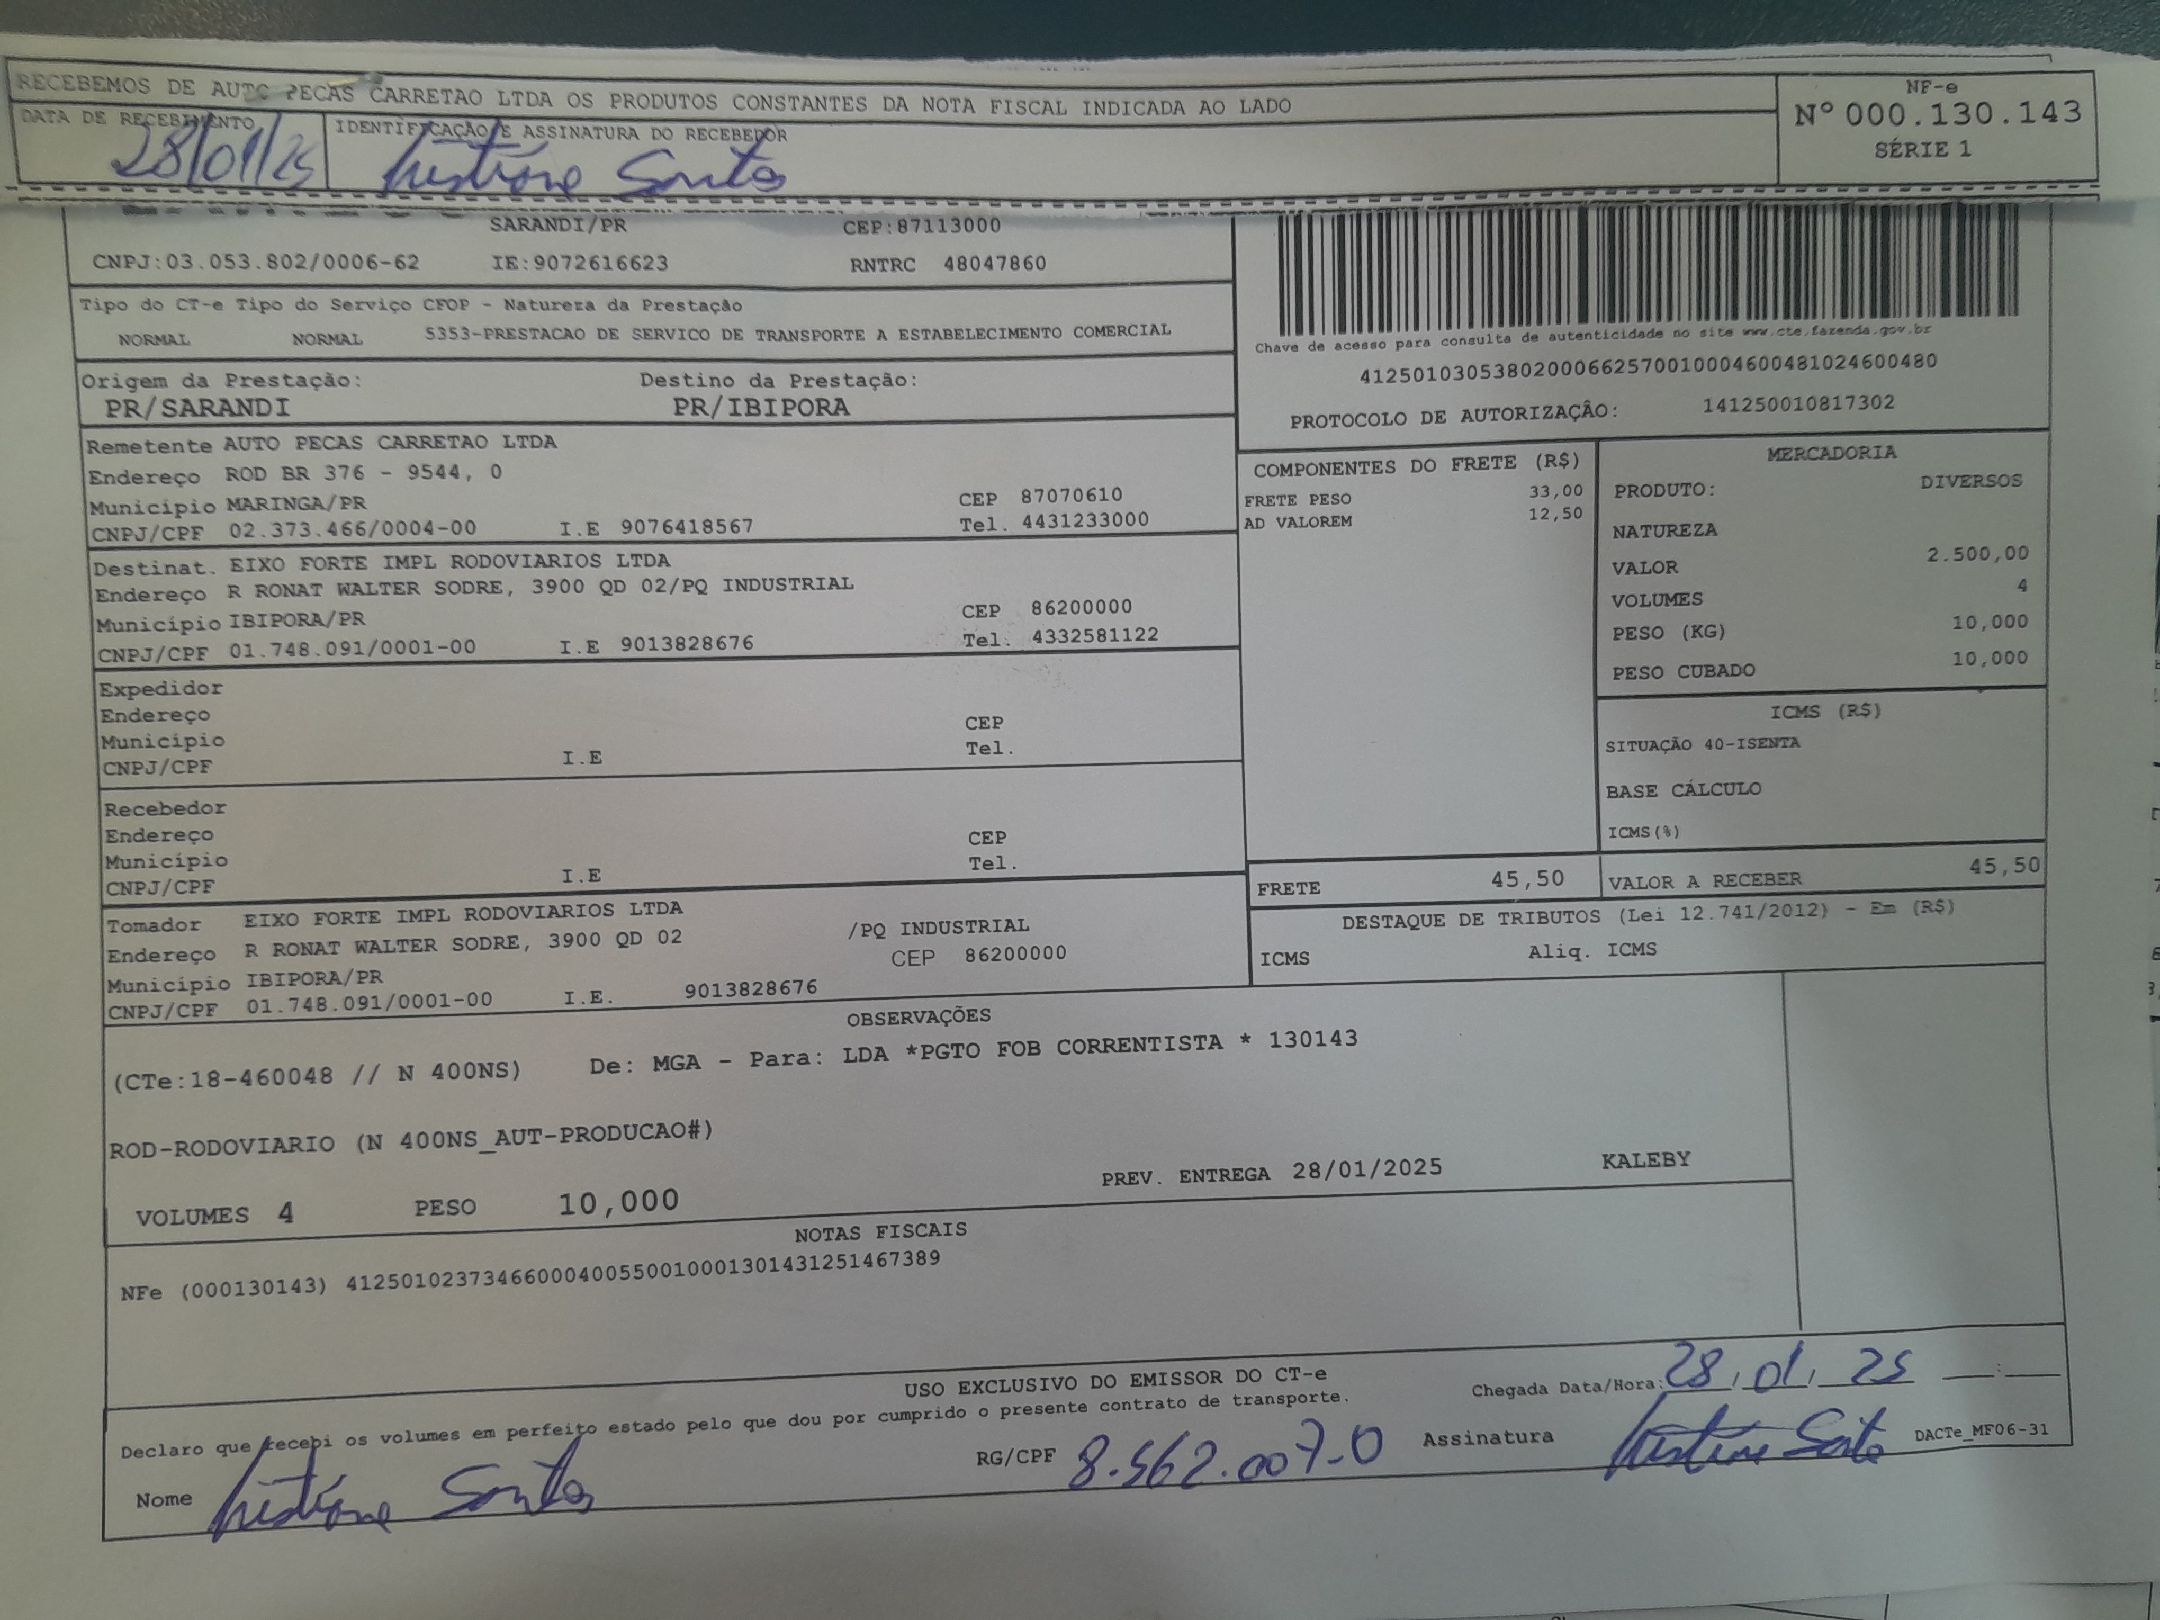 RECEBEMOS DE AUTO PECAS CARRETAO LTDA OS PRODUTOS CONSTANTES DA NOTA FISCAL INDICADA AO LADO
NF-e
Nº 000.130.143
SÉRIE 1
DATA DE RECEBIMENTO
28/01/25
IDENTIFICAÇÃO E ASSINATURA DO RECEBEDOR
Cristiane Santos
SARANDI/PR CEP:87113000
CNPJ:03.053.802/0006-62 IE:9072616623 RNTRC 48047860
Tipo do CT-e Tipo do Serviço CFOP - Natureza da Prestação
NORMAL NORMAL 5353-PRESTACAO DE SERVICO DE TRANSPORTE A ESTABELECIMENTO COMERCIAL
Chave de acesso para consulta de autenticidade no site www.cte.fazenda.gov.br
41250103053802000662570010004600481024600480
PROTOCOLO DE AUTORIZAÇÃO: 141250010817302
Origem da Prestação: Destino da Prestação:
PR/SARANDI PR/IBIPORA
Remetente AUTO PECAS CARRETAO LTDA
Endereço ROD BR 376 - 9544, 0
Município MARINGA/PR CEP 87070610
CNPJ/CPF 02.373.466/0004-00 I.E 9076418567 Tel. 4431233000
Destinat. EIXO FORTE IMPL RODOVIARIOS LTDA
Endereço R RONAT WALTER SODRE, 3900 QD 02/PQ INDUSTRIAL
Município IBIPORA/PR CEP 86200000
CNPJ/CPF 01.748.091/0001-00 I.E 9013828676 Tel. 4332581122
Expedidor
Endereço
Município CEP
CNPJ/CPF I.E Tel.
Recebedor
Endereço
Município CEP
CNPJ/CPF I.E Tel.
Tomador EIXO FORTE IMPL RODOVIARIOS LTDA
Endereço R RONAT WALTER SODRE, 3900 QD 02 /PQ INDUSTRIAL
Município IBIPORA/PR CEP 86200000
CNPJ/CPF 01.748.091/0001-00 I.E. 9013828676
COMPONENTES DO FRETE (R$)
FRETE PESO 33,00
AD VALOREM 12,50
MERCADORIA
PRODUTO: DIVERSOS
NATUREZA
VALOR 2.500,00
VOLUMES 4
PESO (KG) 10,000
PESO CUBADO 10,000
ICMS (R$)
SITUAÇÃO 40-ISENTA
BASE CÁLCULO
ICMS(%)
FRETE 45,50 VALOR A RECEBER 45,50
DESTAQUE DE TRIBUTOS (Lei 12.741/2012) - Em (R$)
ICMS Aliq. ICMS
OBSERVAÇÕES
(CTe:18-460048 // N 400NS) De: MGA - Para: LDA *PGTO FOB CORRENTISTA * 130143
ROD-RODOVIARIO (N 400NS_AUT-PRODUCAO#)
PREV. ENTREGA 28/01/2025 KALEBY
VOLUMES 4 PESO 10,000
NOTAS FISCAIS
NFe (000130143) 41250102373466000400550010001301431251467389
USO EXCLUSIVO DO EMISSOR DO CT-e
Declaro que recebi os volumes em perfeito estado pelo que dou por cumprido o presente contrato de transporte.
Chegada Data/Hora: 28/01/25 __:__
Nome Cristiane Santos RG/CPF 8.562.007-0 Assinatura Cristiane Santos DACTe_MF06-31